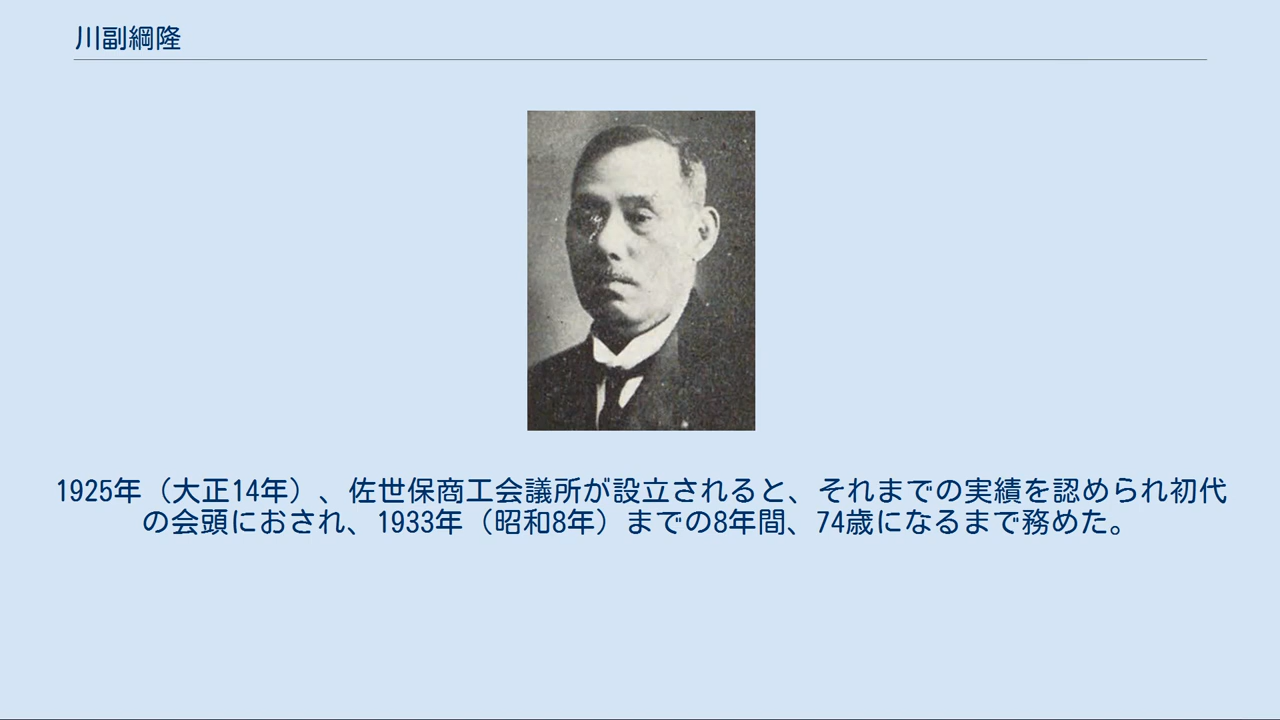 川副綱隆
1925年（大正14年）、佐世保商工会議所が設立されると、それまでの実績を認められ初代
の会頭におされ、1933年（昭和8年）までの8年間、74歳になるまで務めた。